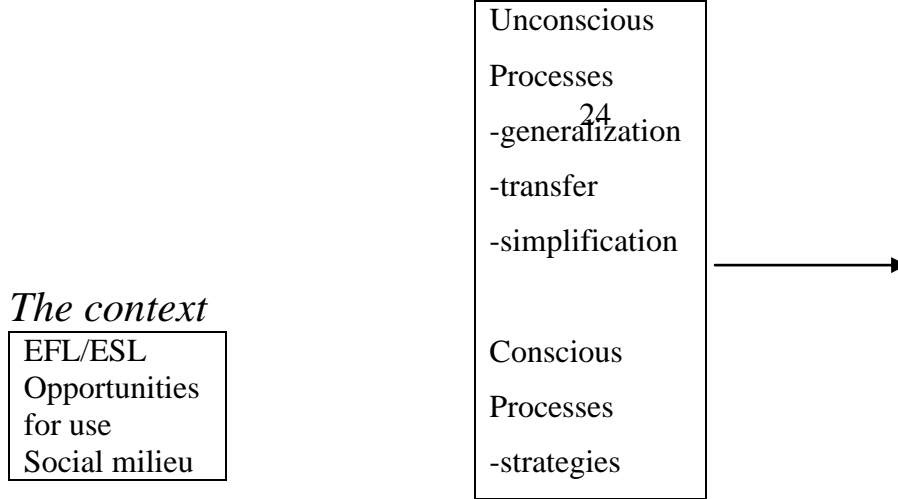 Unconscious
Processes
24
-generalization
-transfer
-simplification
The context
EFL/ESL
Opportunities
for use
Social milieu
Conscious
Processes
-strategies